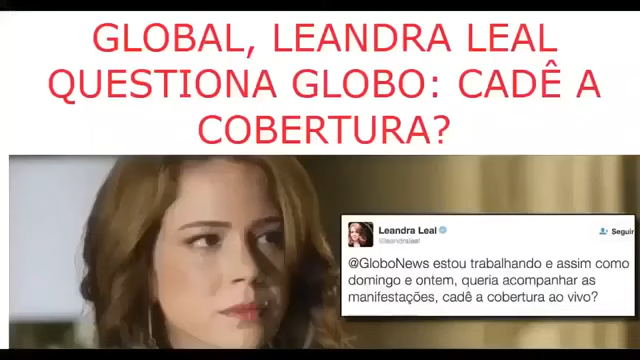 GLOBAL, LEANDRA LEAL
QUESTIONA GLOBO: CADÊ A
COBERTURA?
Leandra Leal
@leandraleal
Seguir
@GloboNews estou trabalhando e assim como
domingo e ontem, queria acompanhar as
manifestações, cadê a cobertura ao vivo?